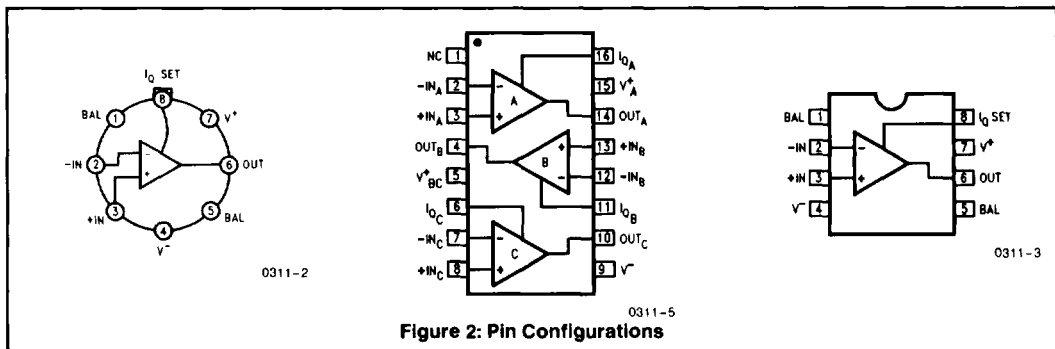 I_Q SET
8
BAL
1
7
V⁺
-IN
2
6
OUT
-
+
+IN
3
5
BAL
4
V⁻
0311-2
NC 1
16 I_QA
-IN_A 2
15 V⁺_A
+IN_A 3
14 OUT_A
- A +
OUT_B 4
13 +IN_B
V⁺_BC 5
12 -IN_B
+ B -
I_QC 6
11 I_QB
-IN_C 7
10 OUT_C
+IN_C 8
9 V⁻
- C +
0311-5
BAL 1
8 I_Q SET
-IN 2
7 V⁺
+IN 3
6 OUT
V⁻ 4
5 BAL
-
+
0311-3
Figure 2: Pin Configurations